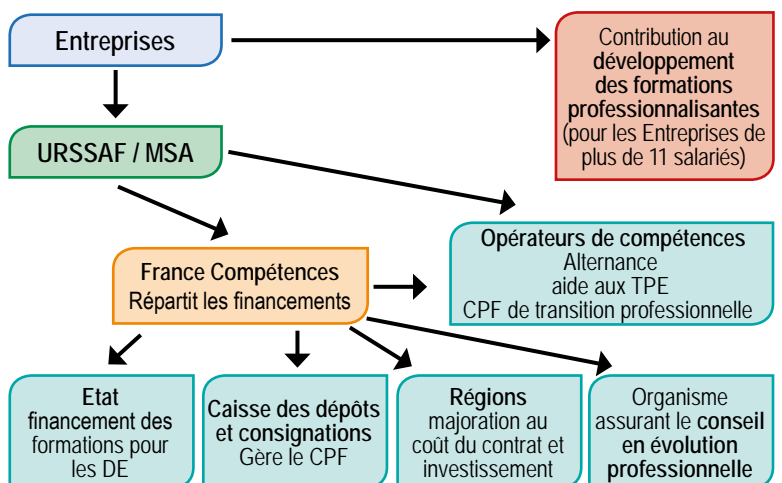 Entreprises
Contribution au
développement
des formations
professionnalisantes
(pour les Entreprises de
plus de 11 salariés)
URSSAF / MSA
Opérateurs de compétences
Alternance
aide aux TPE
CPF de transition professionnelle
France Compétences
Répartit les financements
Etat
financement des
formations pour
les DE
Caisse des dépôts
et consignations
Gère le CPF
Régions
majoration au
coût du contrat et
investissement
Organisme
assurant le conseil
en évolution
professionnelle